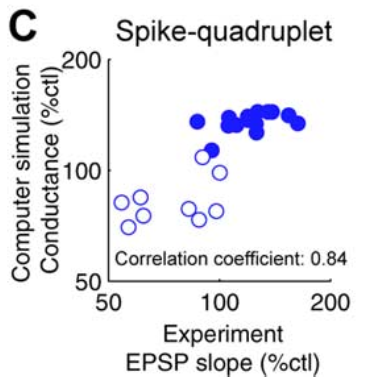 C
Spike-quadruplet
Computer simulation
Conductance (%ctl)
200
100
50
Correlation coefficient: 0.84
50 100 200
Experiment
EPSP slope (%ctl)